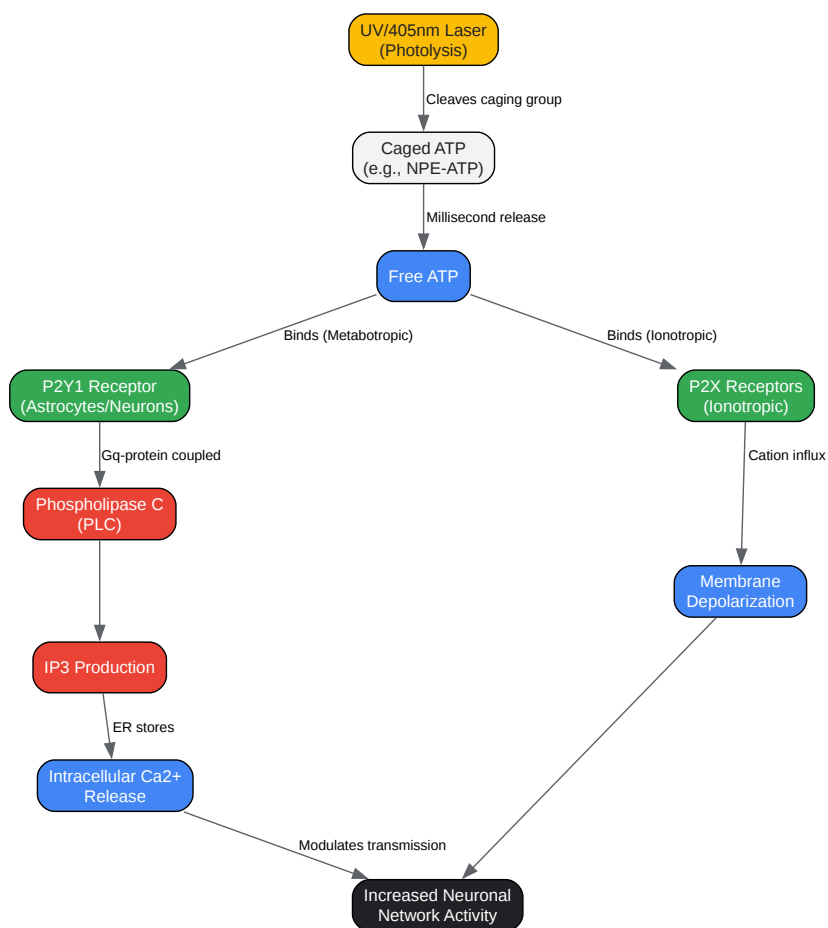 UV/405nm Laser
(Photolysis)
Cleaves caging group
Caged ATP
(e.g., NPE-ATP)
Millisecond release
Free ATP
Binds (Metabotropic)
Binds (Ionotropic)
P2Y1 Receptor
(Astrocytes/Neurons)
P2X Receptors
(Ionotropic)
Gq-protein coupled
Cation influx
Phospholipase C
(PLC)
Membrane
Depolarization
IP3 Production
ER stores
Intracellular Ca2+
Release
Modulates transmission
Increased Neuronal
Network Activity